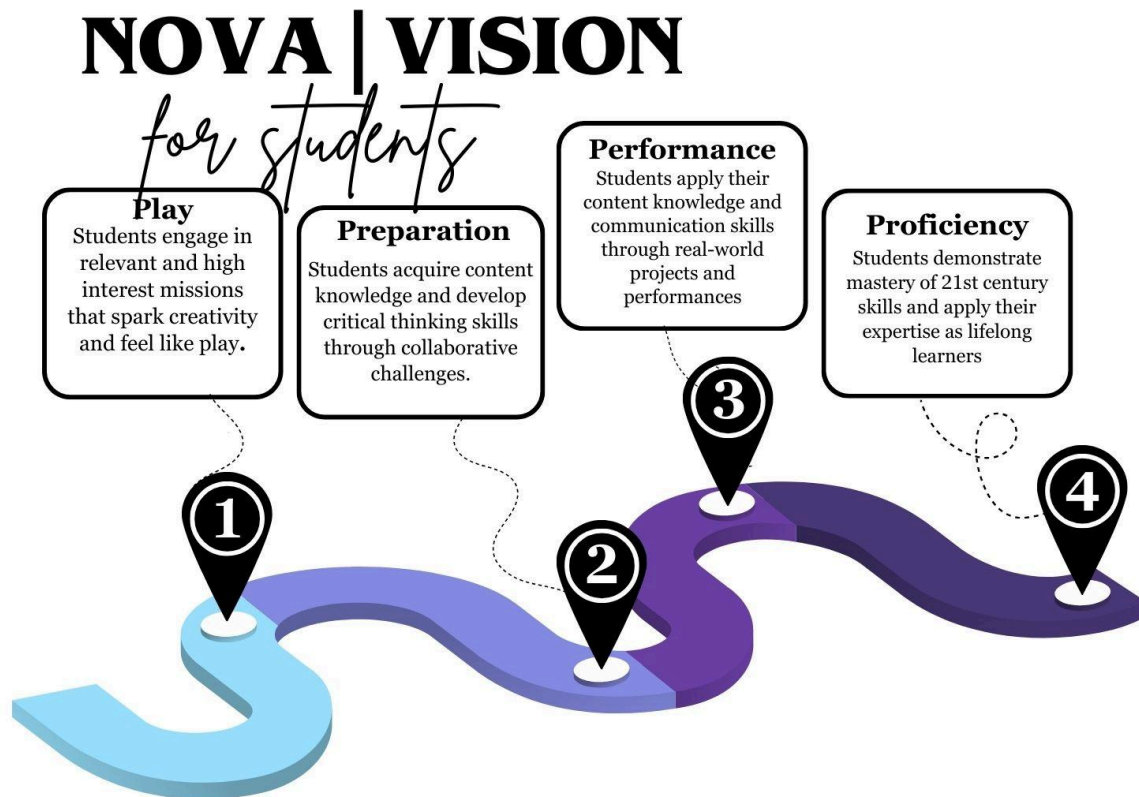 NOVA | VISION
for students
Play
Students engage in
relevant and high
interest missions
that spark creativity
and feel like play.
Preparation
Students acquire content
knowledge and develop
critical thinking skills
through collaborative
challenges.
Performance
Students apply their
content knowledge and
communication skills
through real-world
projects and
performances
Proficiency
Students demonstrate
mastery of 21st century
skills and apply their
expertise as lifelong
learners
1
2
3
4